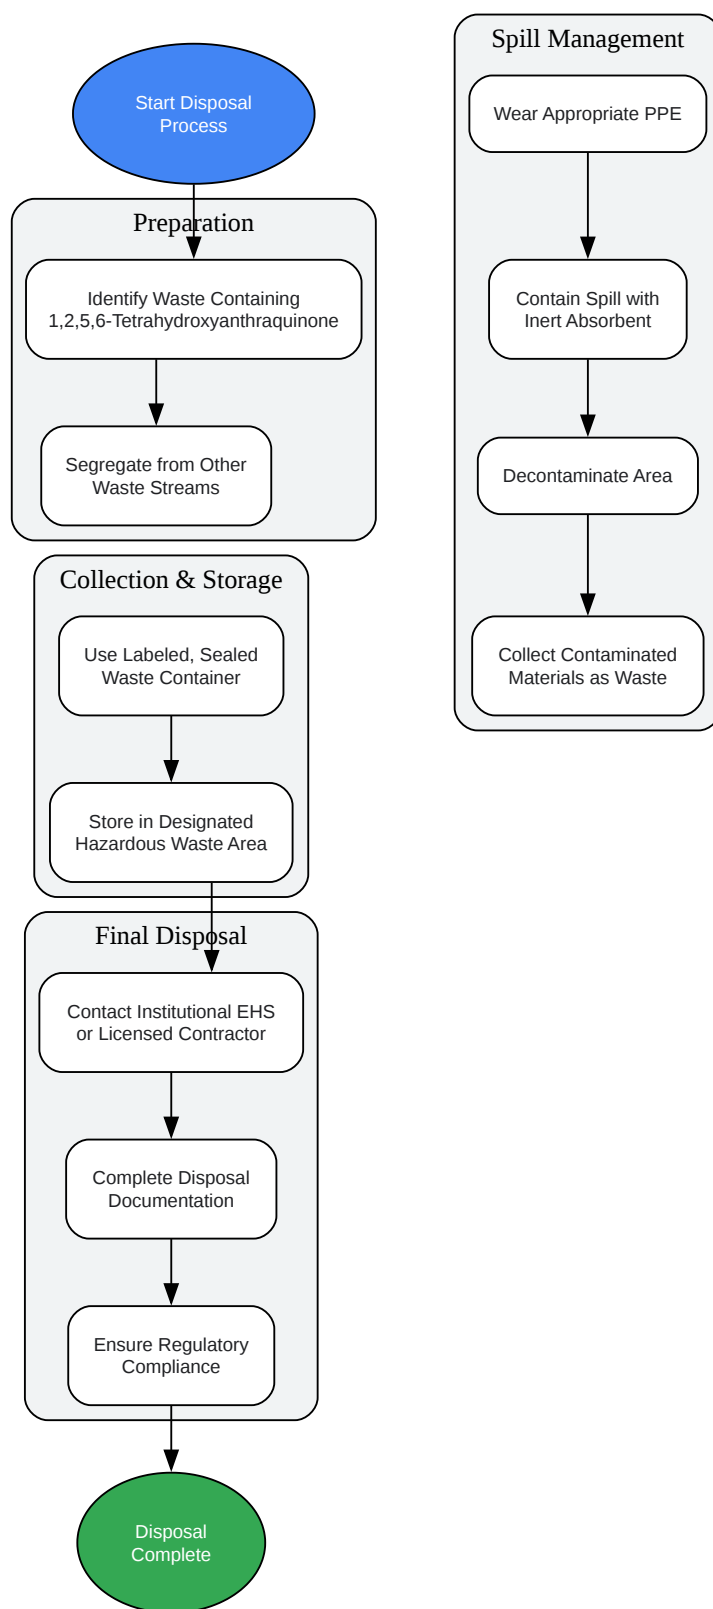 Start Disposal
Process
Preparation
Identify Waste Containing
1,2,5,6-Tetrahydroxyanthraquinone
Segregate from Other
Waste Streams
Collection & Storage
Use Labeled, Sealed
Waste Container
Store in Designated
Hazardous Waste Area
Final Disposal
Contact Institutional EHS
or Licensed Contractor
Complete Disposal
Documentation
Ensure Regulatory
Compliance
Disposal
Complete
Spill Management
Wear Appropriate PPE
Contain Spill with
Inert Absorbent
Decontaminate Area
Collect Contaminated
Materials as Waste